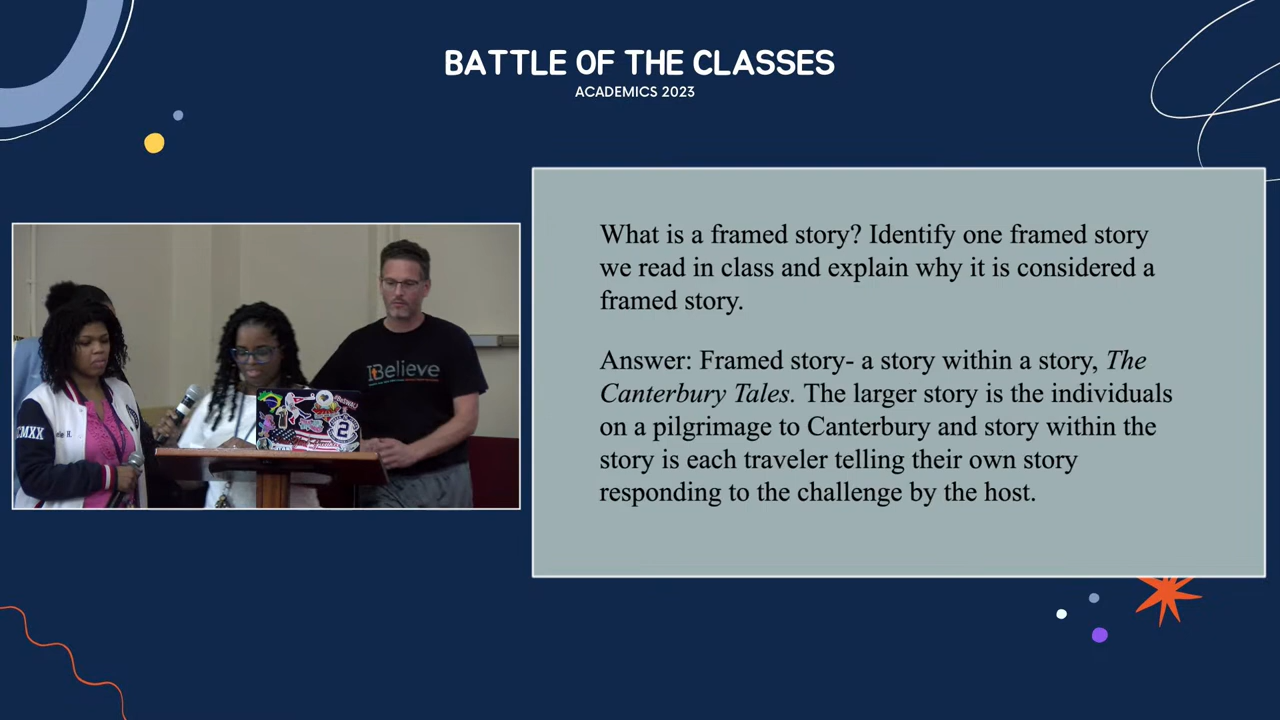 BATTLE OF THE CLASSES
ACADEMICS 2023
What is a framed story? Identify one framed story
we read in class and explain why it is considered a
framed story.
Answer: Framed story- a story within a story, The
Canterbury Tales. The larger story is the individuals
on a pilgrimage to Canterbury and story within the
story is each traveler telling their own story
responding to the challenge by the host.
CMXX
Believe
2